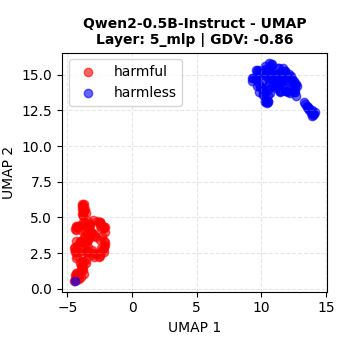 Qwen2-0.5B-Instruct - UMAP
Layer: 5_mlp | GDV: -0.86
harmful
harmless
UMAP 2
15.0
12.5
10.0
7.5
5.0
2.5
0.0
−5
0
5
10
15
UMAP 1